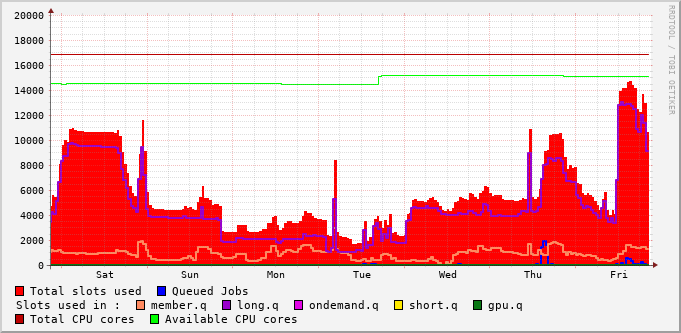 20000
18000
16000
14000
12000
10000
8000
6000
4000
2000
0
Sat Sun Mon Tue Wed Thu Fri
RRDTOOL / TOBI OETIKER
Total slots used Queued Jobs
Slots used in : member.q long.q ondemand.q short.q gpu.q
Total CPU cores Available CPU cores